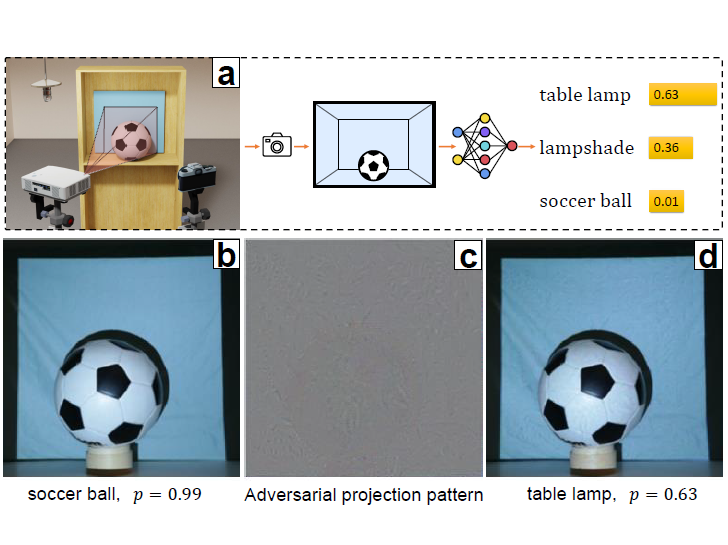 a
table lamp 0.63
lampshade 0.36
soccer ball 0.01
b
c
d
soccer ball, p = 0.99
Adversarial projection pattern
table lamp, p = 0.63